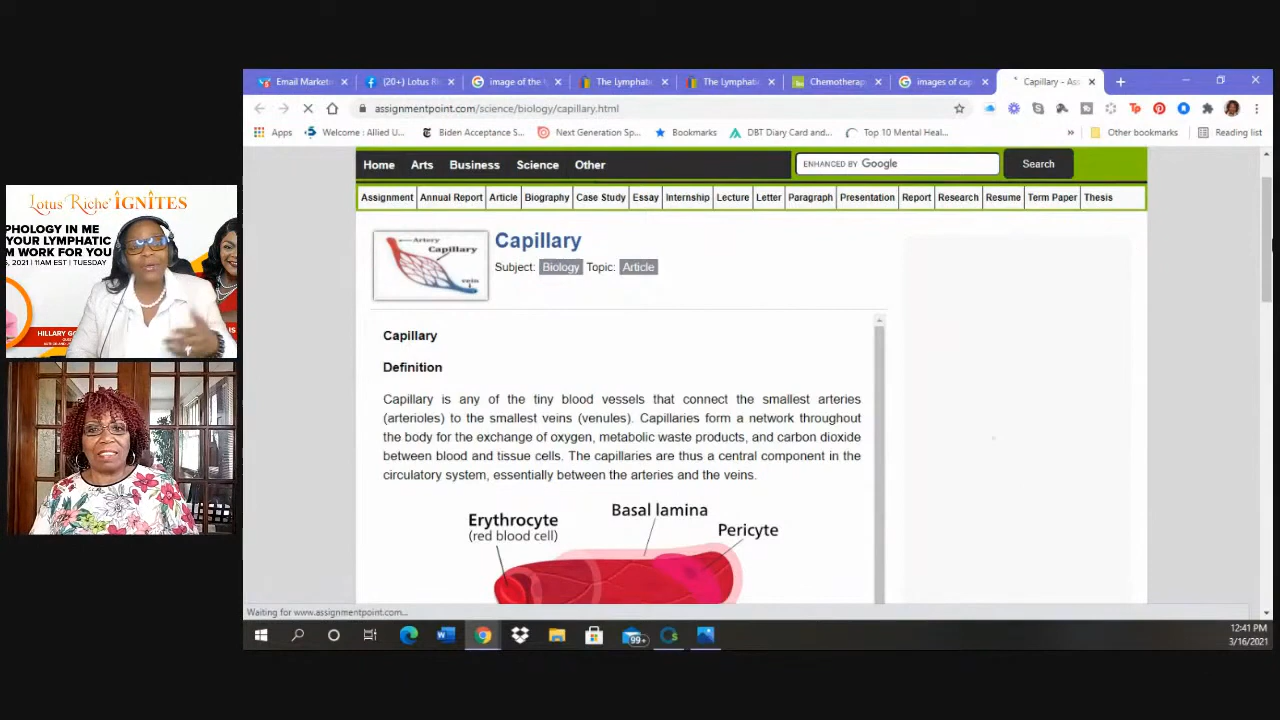 Email Marketi
(20+) Lotus Ri
image of the
The Lymphatic
The Lymphatic
Chemotherap
images of cap
Capillary - Ass
assignmentpoint.com/science/biology/capillary.html
Apps
Welcome : Allied U...
Biden Acceptance S...
Next Generation Sp...
Bookmarks
DBT Diary Card and...
Top 10 Mental Heal...
»
Other bookmarks
Reading list
Home Arts Business Science Other
ENHANCED BY Google
Search
Assignment Annual Report Article Biography Case Study Essay Internship Lecture Letter Paragraph Presentation Report Research Resume Term Paper Thesis
Artery
Capillary
vein
Capillary
Subject: Biology Topic: Article
Capillary
Definition
Capillary is any of the tiny blood vessels that connect the smallest arteries
(arterioles) to the smallest veins (venules). Capillaries form a network throughout
the body for the exchange of oxygen, metabolic waste products, and carbon dioxide
between blood and tissue cells. The capillaries are thus a central component in the
circulatory system, essentially between the arteries and the veins.
Basal lamina
Erythrocyte
(red blood cell)
Pericyte
Waiting for www.assignmentpoint.com...
99+
12:41 PM
3/16/2021
Lotus Riche' IGNITES
PHOLOGY IN ME
YOUR LYMPHATIC
M WORK FOR YOU
, 2021 | 11AM EST | TUESDAY
HILLARY GO